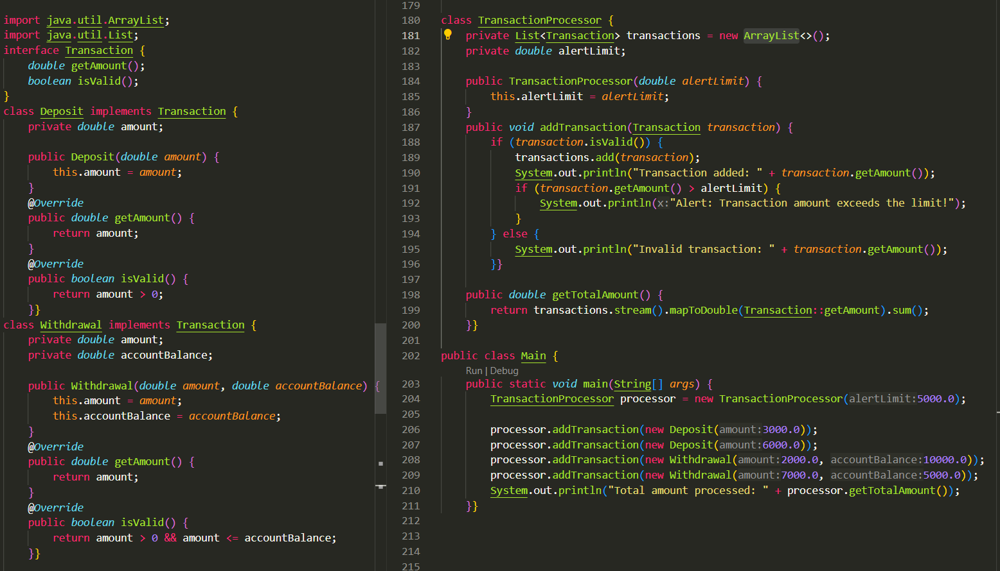 import java.util.ArrayList;
import java.util.List;
interface Transaction {
    double getAmount();
    boolean isValid();
}
class Deposit implements Transaction {
    private double amount;

    public Deposit(double amount) {
        this.amount = amount;
    }
    @Override
    public double getAmount() {
        return amount;
    }
    @Override
    public boolean isValid() {
        return amount > 0;
    }}
class Withdrawal implements Transaction {
    private double amount;
    private double accountBalance;

    public Withdrawal(double amount, double accountBalance) {
        this.amount = amount;
        this.accountBalance = accountBalance;
    }
    @Override
    public double getAmount() {
        return amount;
    }
    @Override
    public boolean isValid() {
        return amount > 0 && amount <= accountBalance;
    }}
179
180 class TransactionProcessor {
181     private List<Transaction> transactions = new ArrayList<>();
182     private double alertLimit;
183
184     public TransactionProcessor(double alertLimit) {
185         this.alertLimit = alertLimit;
186     }
187     public void addTransaction(Transaction transaction) {
188         if (transaction.isValid()) {
189             transactions.add(transaction);
190             System.out.println("Transaction added: " + transaction.getAmount());
191             if (transaction.getAmount() > alertLimit) {
192                 System.out.println(x:"Alert: Transaction amount exceeds the limit!");
193             }
194         } else {
195             System.out.println("Invalid transaction: " + transaction.getAmount());
196         }}
197
198     public double getTotalAmount() {
199         return transactions.stream().mapToDouble(Transaction::getAmount).sum();
200     }}
201
202 public class Main {
Run | Debug
203     public static void main(String[] args) {
204         TransactionProcessor processor = new TransactionProcessor(alertLimit:5000.0);
205
206         processor.addTransaction(new Deposit(amount:3000.0));
207         processor.addTransaction(new Deposit(amount:6000.0));
208         processor.addTransaction(new Withdrawal(amount:2000.0, accountBalance:10000.0));
209         processor.addTransaction(new Withdrawal(amount:7000.0, accountBalance:5000.0));
210         System.out.println("Total amount processed: " + processor.getTotalAmount());
211     }}
212
213
214
215